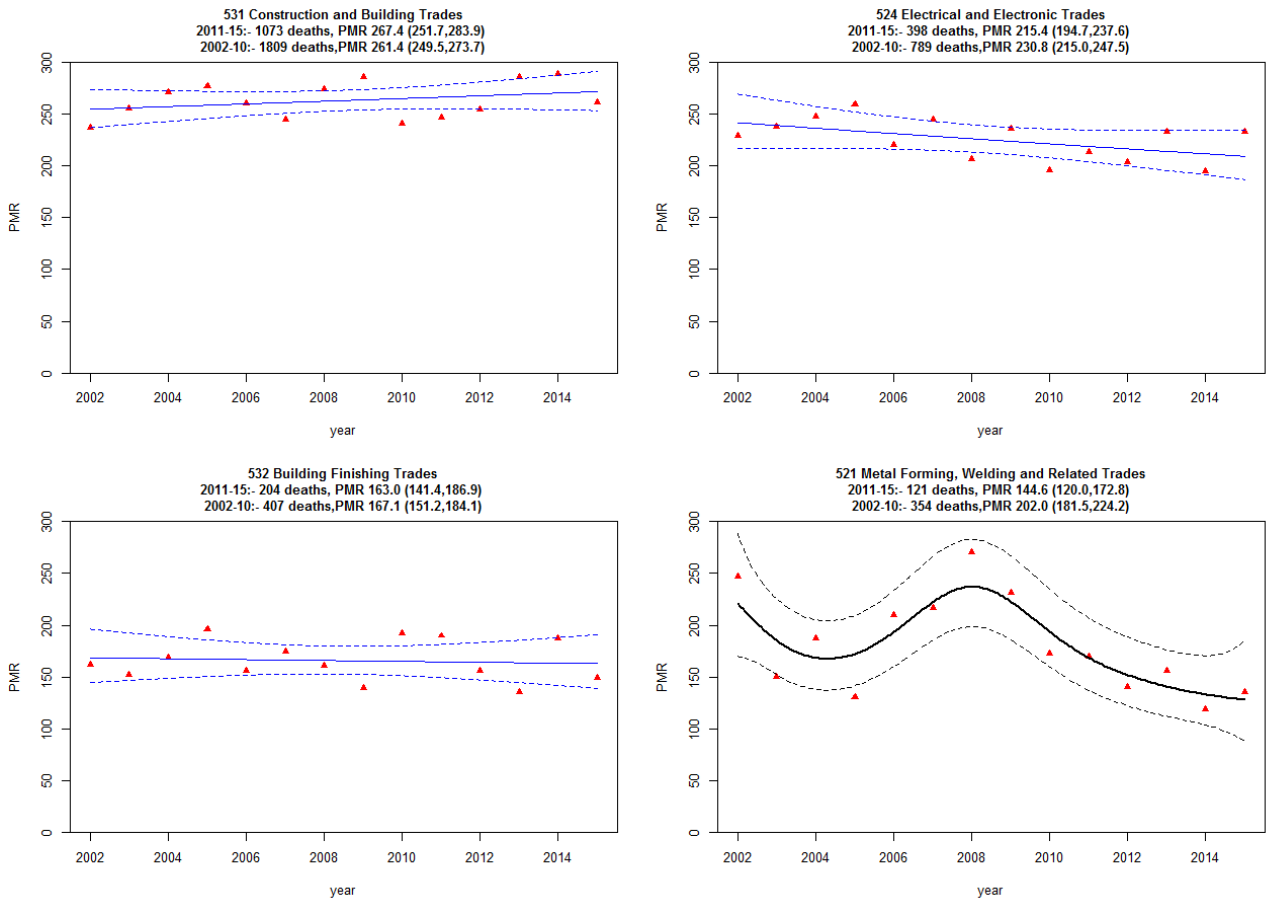 531 Construction and Building Trades
2011-15:- 1073 deaths, PMR 267.4 (251.7,283.9)
2002-10:- 1809 deaths,PMR 261.4 (249.5,273.7)
PMR
300
250
200
150
100
50
0
2002 2004 2006 2008 2010 2012 2014
year
524 Electrical and Electronic Trades
2011-15:- 398 deaths, PMR 215.4 (194.7,237.6)
2002-10:- 789 deaths,PMR 230.8 (215.0,247.5)
PMR
300
250
200
150
100
50
0
2002 2004 2006 2008 2010 2012 2014
year
532 Building Finishing Trades
2011-15:- 204 deaths, PMR 163.0 (141.4,186.9)
2002-10:- 407 deaths,PMR 167.1 (151.2,184.1)
PMR
300
250
200
150
100
50
0
2002 2004 2006 2008 2010 2012 2014
year
521 Metal Forming, Welding and Related Trades
2011-15:- 121 deaths, PMR 144.6 (120.0,172.8)
2002-10:- 354 deaths,PMR 202.0 (181.5,224.2)
PMR
300
250
200
150
100
50
0
2002 2004 2006 2008 2010 2012 2014
year